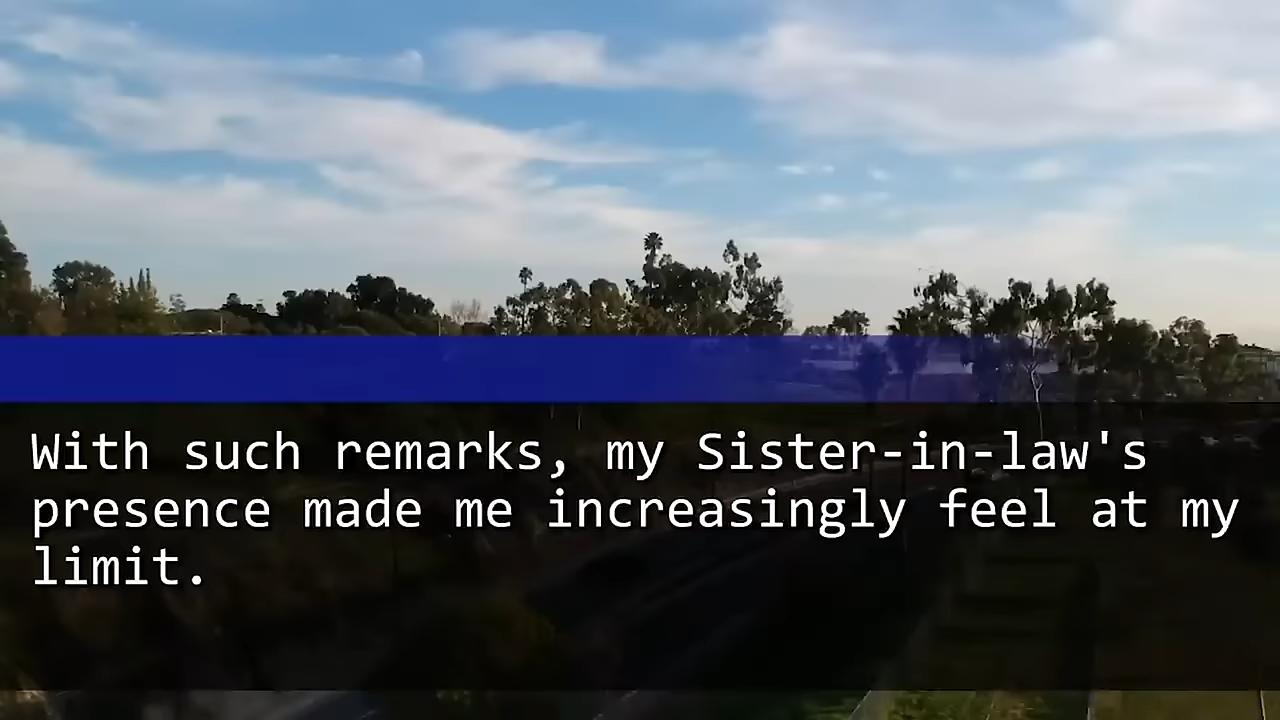 With such remarks, my Sister-in-law's
presence made me increasingly feel at my
limit.